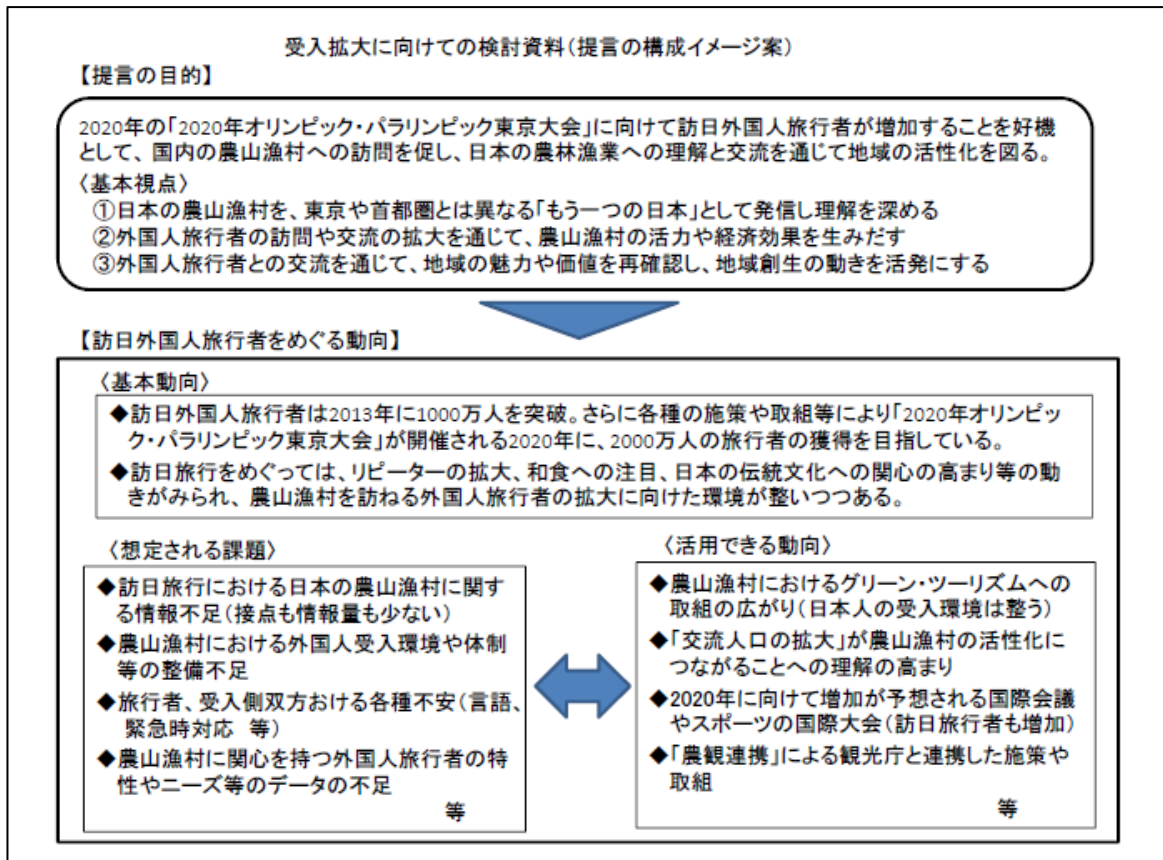 受入拡大に向けての検討資料(提言の構成イメージ案)
【提言の目的】
2020年の「2020年オリンピック・パラリンピック東京大会」に向けて訪日外国人旅行者が増加することを好機
として、国内の農山漁村への訪問を促し、日本の農林漁業への理解と交流を通じて地域の活性化を図る。
〈基本視点〉
①日本の農山漁村を、東京や首都圏とは異なる「もう一つの日本」として発信し理解を深める
②外国人旅行者の訪問や交流の拡大を通じて、農山漁村の活力や経済効果を生みだす
③外国人旅行者との交流を通じて、地域の魅力や価値を再確認し、地域創生の動きを活発にする
【訪日外国人旅行者をめぐる動向】
〈基本動向〉
◆訪日外国人旅行者は2013年に1000万人を突破。さらに各種の施策や取組等により「2020年オリンピッ
ク・パラリンピック東京大会」が開催される2020年に、2000万人の旅行者の獲得を目指している。
◆訪日旅行をめぐっては、リピーターの拡大、和食への注目、日本の伝統文化への関心の高まり等の動
きがみられ、農山漁村を訪ねる外国人旅行者の拡大に向けた環境が整いつつある。
〈想定される課題〉
◆訪日旅行における日本の農山漁村に関す
る情報不足(接点も情報量も少ない)
◆農山漁村における外国人受入環境や体制
等の整備不足
◆旅行者、受入側双方おける各種不安(言語、
緊急時対応 等)
◆農山漁村に関心を持つ外国人旅行者の特
性やニーズ等のデータの不足
等
〈活用できる動向〉
◆農山漁村におけるグリーン・ツーリズムへの
取組の広がり(日本人の受入環境は整う)
◆「交流人口の拡大」が農山漁村の活性化に
つながることへの理解の高まり
◆2020年に向けて増加が予想される国際会議
やスポーツの国際大会(訪日旅行者も増加)
◆「農観連携」による観光庁と連携した施策や
取組
等